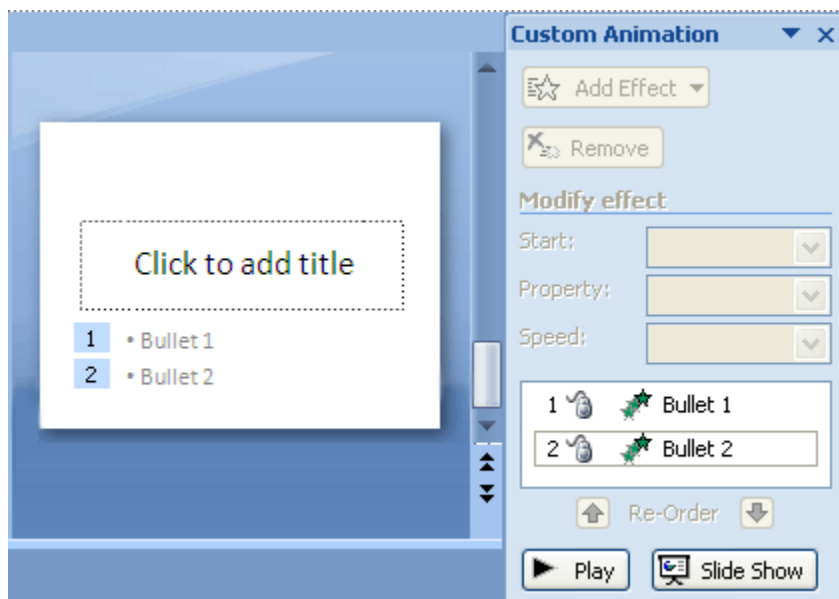 Custom Animation
Add Effect
Remove
Modify effect
Start:
Property:
Speed:
Click to add title
1 • Bullet 1
2 • Bullet 2
1 Bullet 1
2 Bullet 2
Re-Order
Play
Slide Show